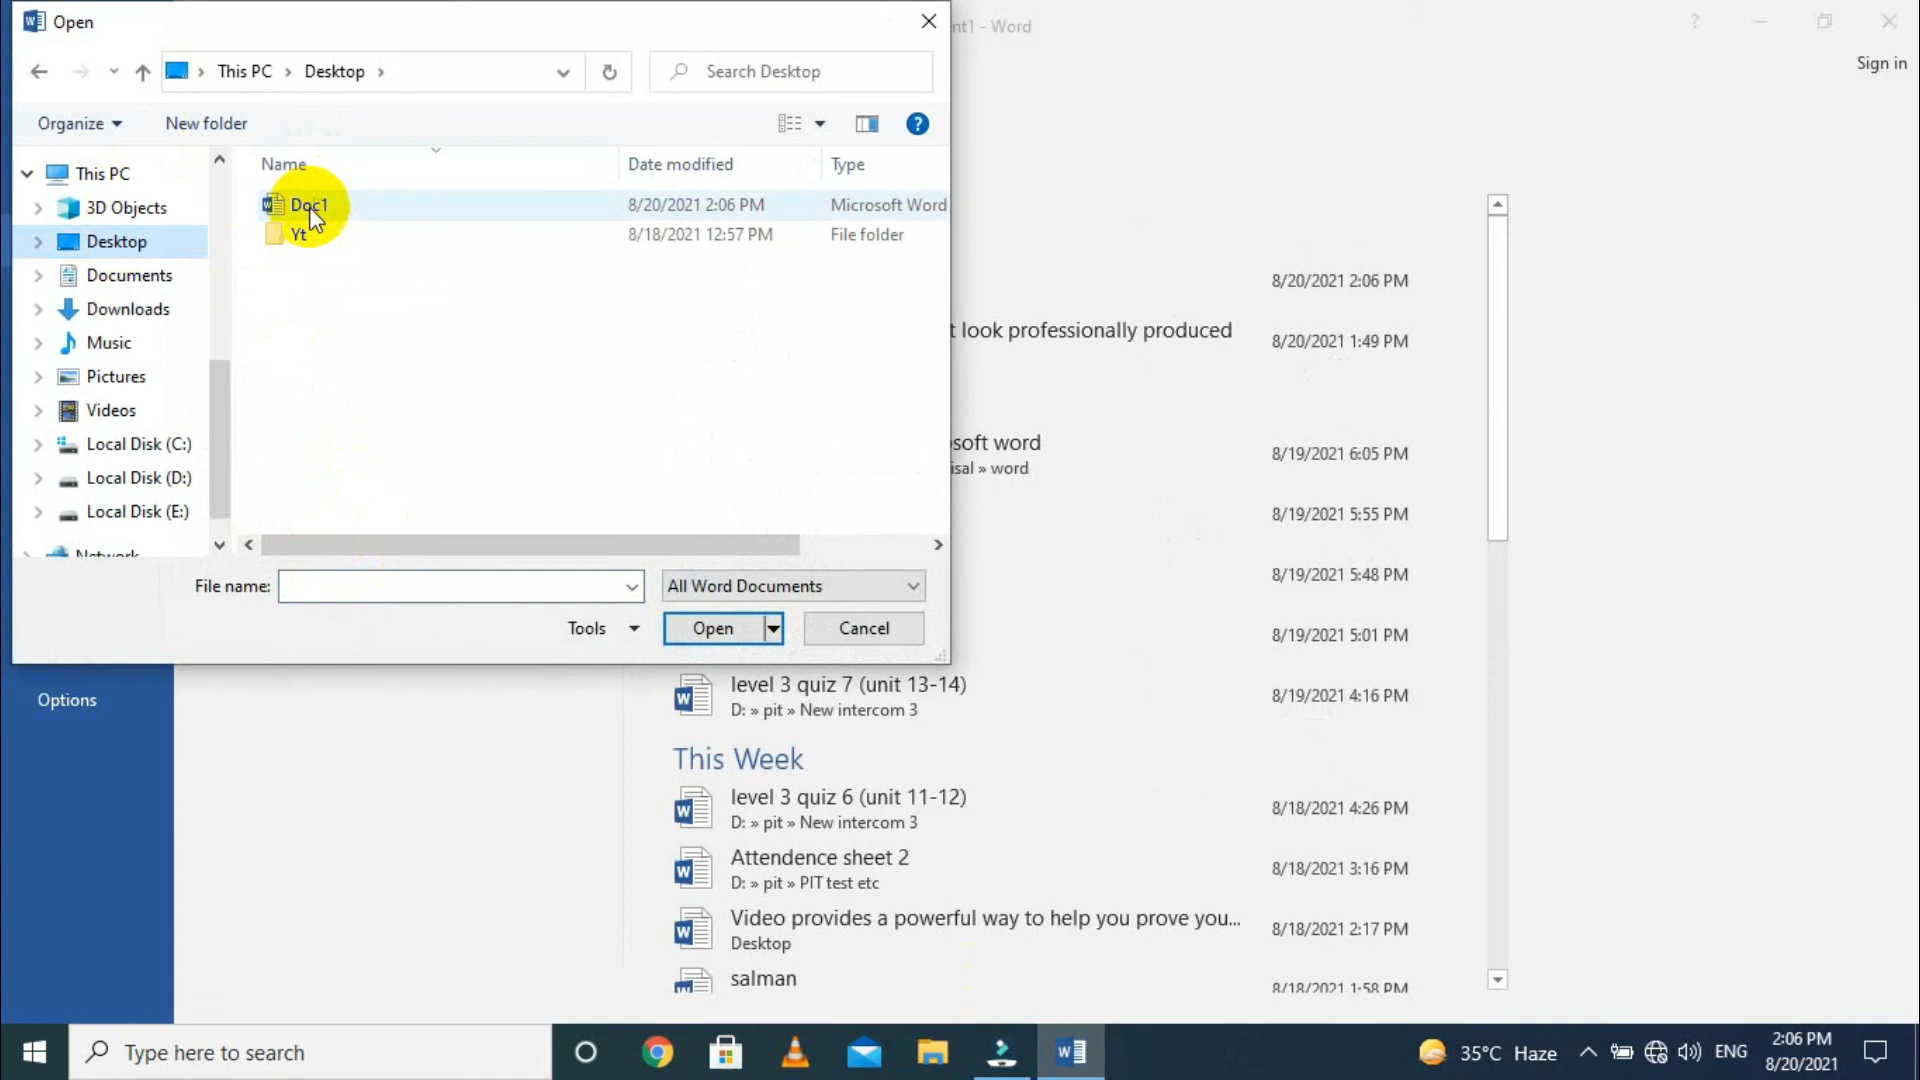 Open
nt1 - Word
?
Sign in
This PC
Desktop
Search Desktop
Organize
New folder
?
Name
Date modified
Type
Doc1
8/20/2021 2:06 PM
Microsoft Word
Yt
8/18/2021 12:57 PM
File folder
This PC
3D Objects
Desktop
Documents
Downloads
Music
Pictures
Videos
Local Disk (C:)
Local Disk (D:)
Local Disk (E:)
Network
File name:
All Word Documents
Tools
Open
Cancel
Options
8/20/2021 2:06 PM
t look professionally produced
8/20/2021 1:49 PM
soft word
isal » word
8/19/2021 6:05 PM
8/19/2021 5:55 PM
8/19/2021 5:48 PM
8/19/2021 5:01 PM
level 3 quiz 7 (unit 13-14)
D: » pit » New intercom 3
8/19/2021 4:16 PM
This Week
level 3 quiz 6 (unit 11-12)
D: » pit » New intercom 3
8/18/2021 4:26 PM
Attendence sheet 2
D: » pit » PIT test etc
8/18/2021 3:16 PM
Video provides a powerful way to help you prove you...
Desktop
8/18/2021 2:17 PM
salman
8/18/2021 1:58 PM
Type here to search
35°C Haze
ENG
2:06 PM
8/20/2021